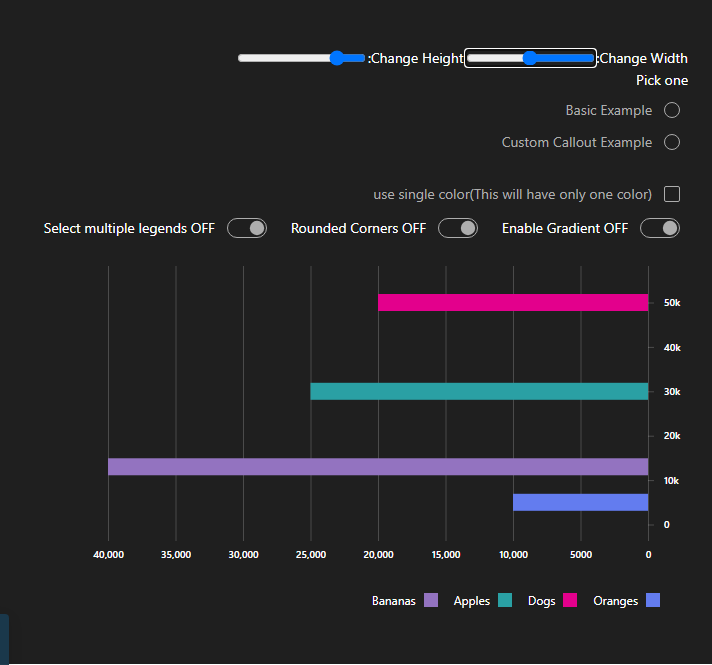 :Change Height :Change Width
Pick one
Basic Example
Custom Callout Example
use single color(This will have only one color)
Select multiple legends OFF Rounded Corners OFF Enable Gradient OFF
50k
40k
30k
20k
10k
0
40,000 35,000 30,000 25,000 20,000 15,000 10,000 5000 0
Bananas Apples Dogs Oranges